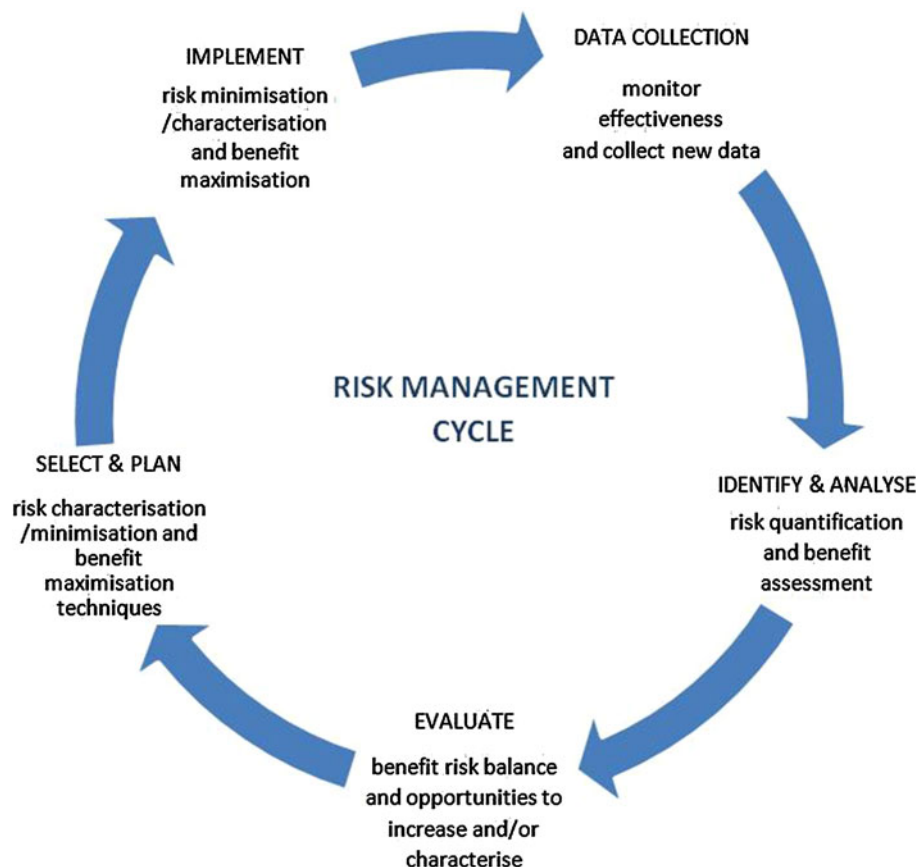 IMPLEMENT
risk minimisation
/characterisation
and benefit
maximisation
DATA COLLECTION
monitor
effectiveness
and collect new data
RISK MANAGEMENT
CYCLE
SELECT & PLAN
risk characterisation
/minimisation and
benefit
maximisation
techniques
IDENTIFY & ANALYSE
risk quantification
and benefit
assessment
EVALUATE
benefit risk balance
and opportunities to
increase and/or
characterise